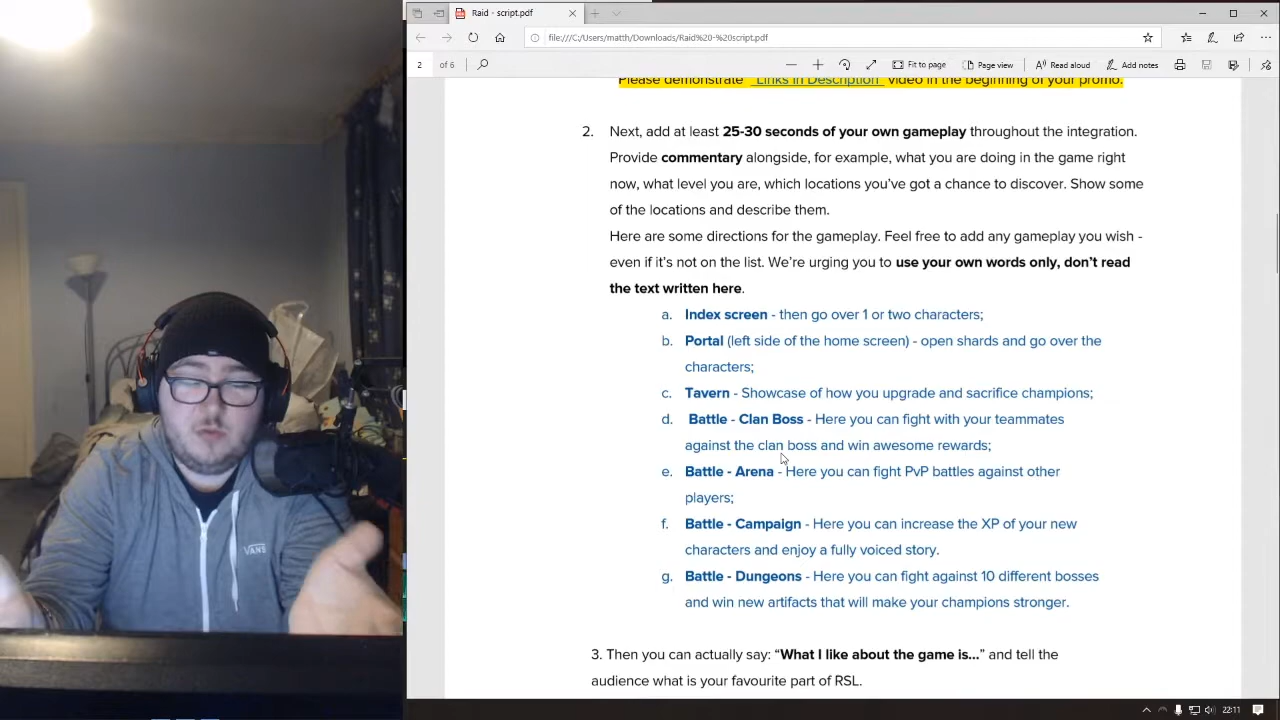 Raid - script.pdf
file:///C:/Users/matth/Downloads/Raid%20-%20script.pdf
2 of 6 Fit to page Page view Read aloud Add notes
Please demonstrate "Links in Description" video in the beginning of your promo.
2. Next, add at least 25-30 seconds of your own gameplay throughout the integration.
Provide commentary alongside, for example, what you are doing in the game right
now, what level you are, which locations you've got a chance to discover. Show some
of the locations and describe them.
Here are some directions for the gameplay. Feel free to add any gameplay you wish -
even if it's not on the list. We're urging you to use your own words only, don't read
the text written here.
a. Index screen - then go over 1 or two characters;
b. Portal (left side of the home screen) - open shards and go over the
characters;
c. Tavern - Showcase of how you upgrade and sacrifice champions;
d. Battle - Clan Boss - Here you can fight with your teammates
against the clan boss and win awesome rewards;
e. Battle - Arena - Here you can fight PvP battles against other
players;
f. Battle - Campaign - Here you can increase the XP of your new
characters and enjoy a fully voiced story.
g. Battle - Dungeons - Here you can fight against 10 different bosses
and win new artifacts that will make your champions stronger.
3. Then you can actually say: "What I like about the game is..." and tell the
audience what is your favourite part of RSL.
VANS
22:11